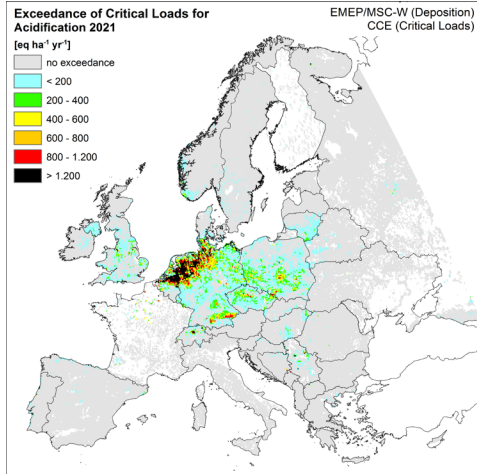 Exceedance of Critical Loads for
Acidification 2021
[eq ha⁻¹ yr⁻¹]
no exceedance
< 200
200 - 400
400 - 600
600 - 800
800 - 1.200
> 1.200
EMEP/MSC-W (Deposition)
CCE (Critical Loads)